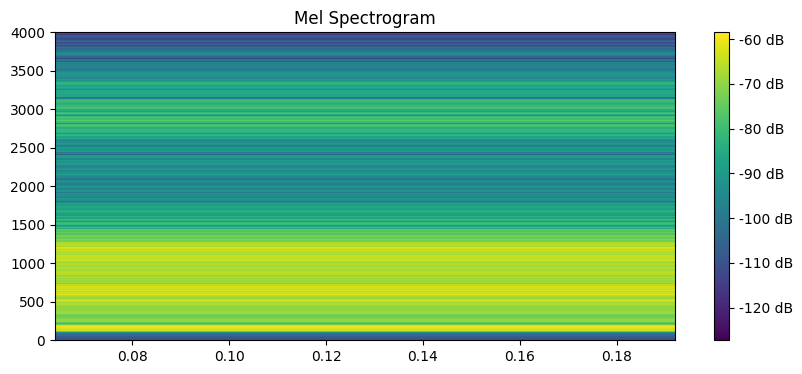 Mel Spectrogram
4000
3500
3000
2500
2000
1500
1000
500
0
0.08 0.10 0.12 0.14 0.16 0.18
-60 dB
-70 dB
-80 dB
-90 dB
-100 dB
-110 dB
-120 dB